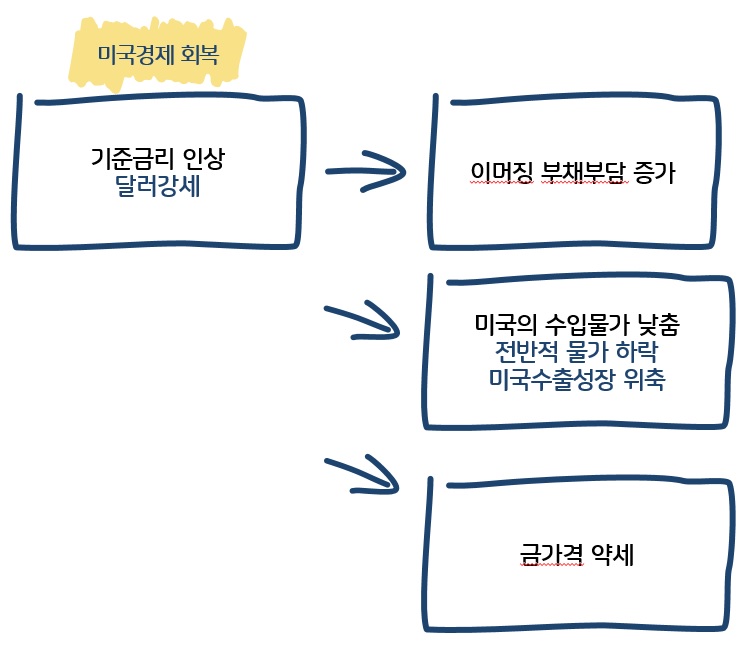 미국경제 회복
기준금리 인상
달러강세
이머징 부채부담 증가
미국의 수입물가 낮춤
전반적 물가 하락
미국수출성장 위축
금가격 약세